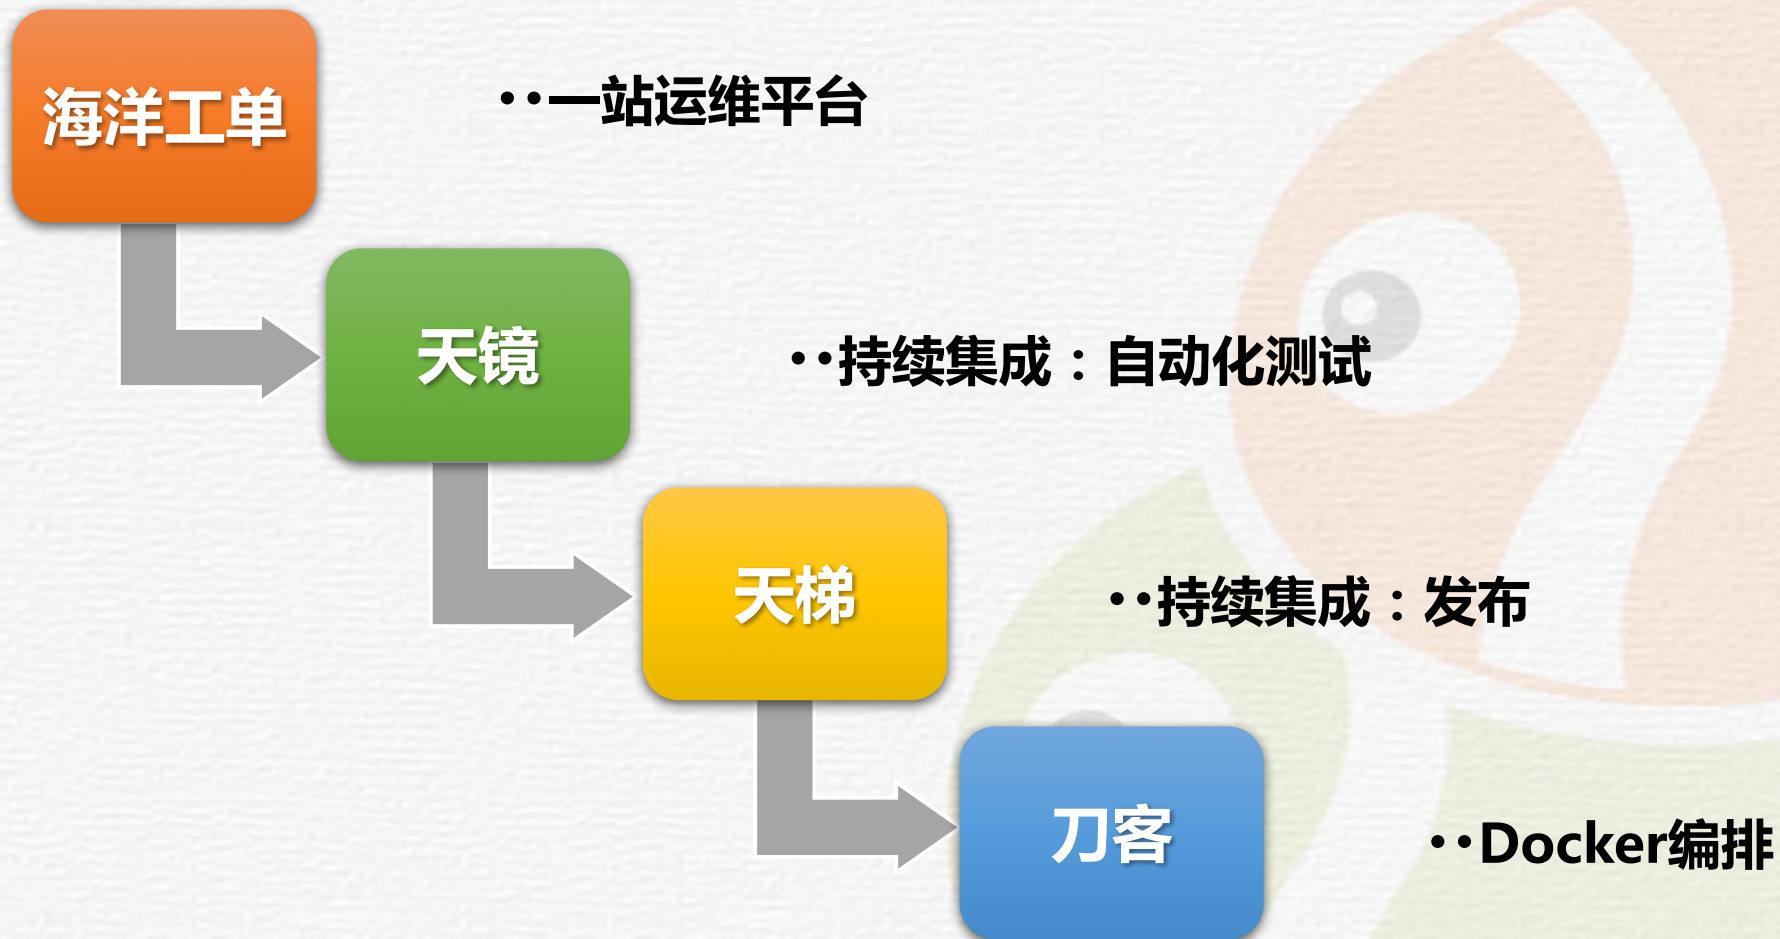 海洋工单
••一站运维平台
天镜
••持续集成：自动化测试
天梯
••持续集成：发布
刀客
••Docker编排